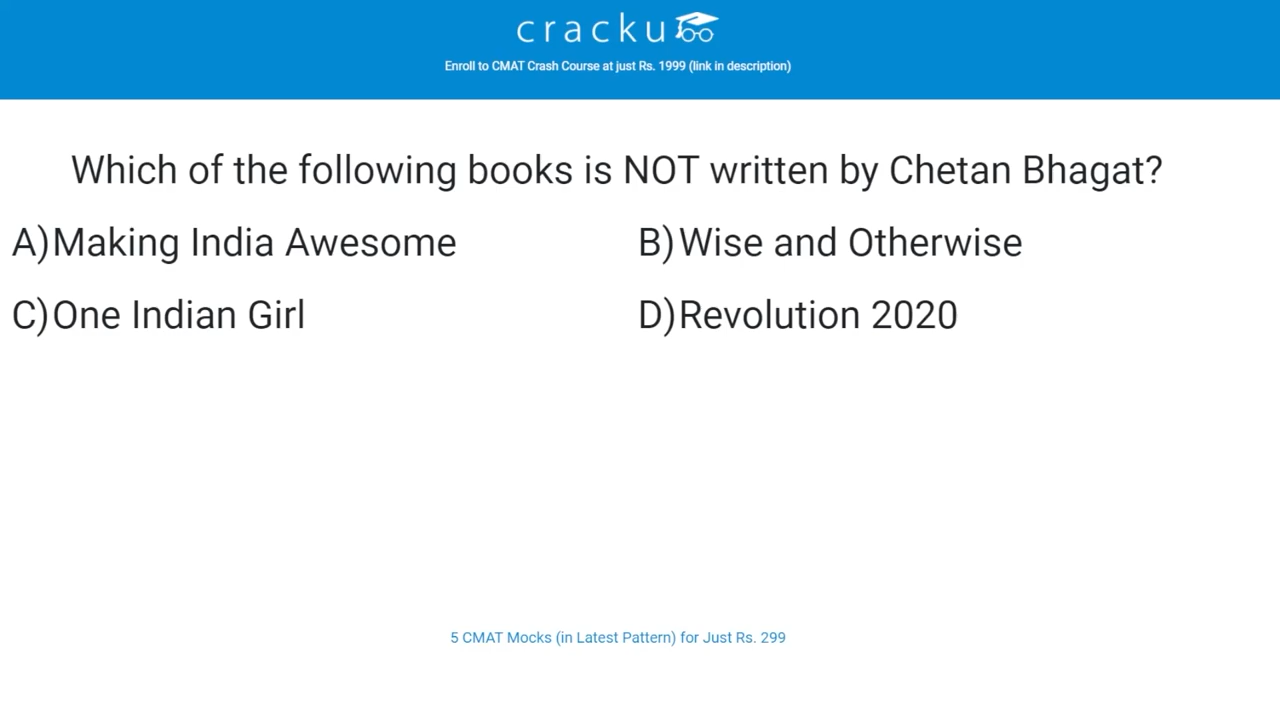 cracku
Enroll to CMAT Crash Course at just Rs. 1999 (link in description)
Which of the following books is NOT written by Chetan Bhagat?
A)Making India Awesome B)Wise and Otherwise
C)One Indian Girl D)Revolution 2020
5 CMAT Mocks (in Latest Pattern) for Just Rs. 299